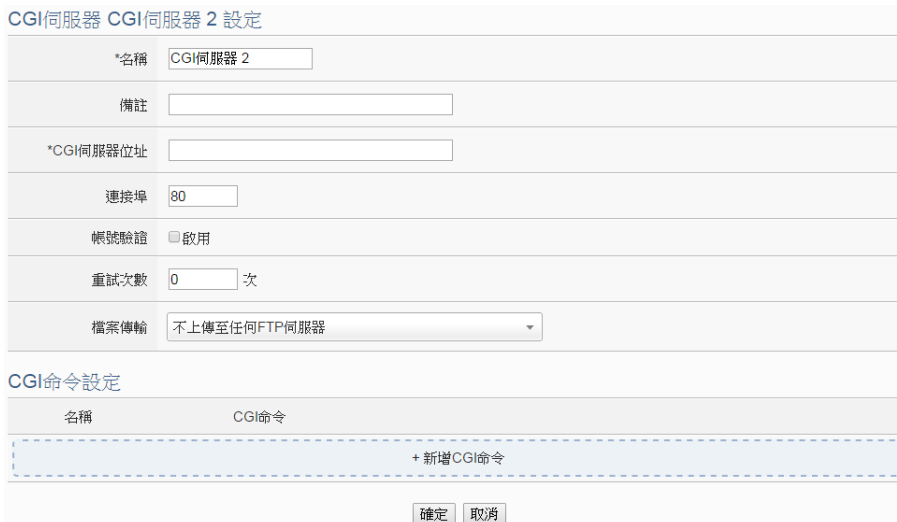 CGI伺服器 CGI伺服器 2 設定
*名稱 CGI伺服器 2
備註
*CGI伺服器位址
連接埠 80
帳號驗證 啟用
重試次數 0 次
檔案傳輸 不上傳至任何FTP伺服器
CGI命令設定
名稱 CGI命令
+ 新增CGI命令
確定 取消